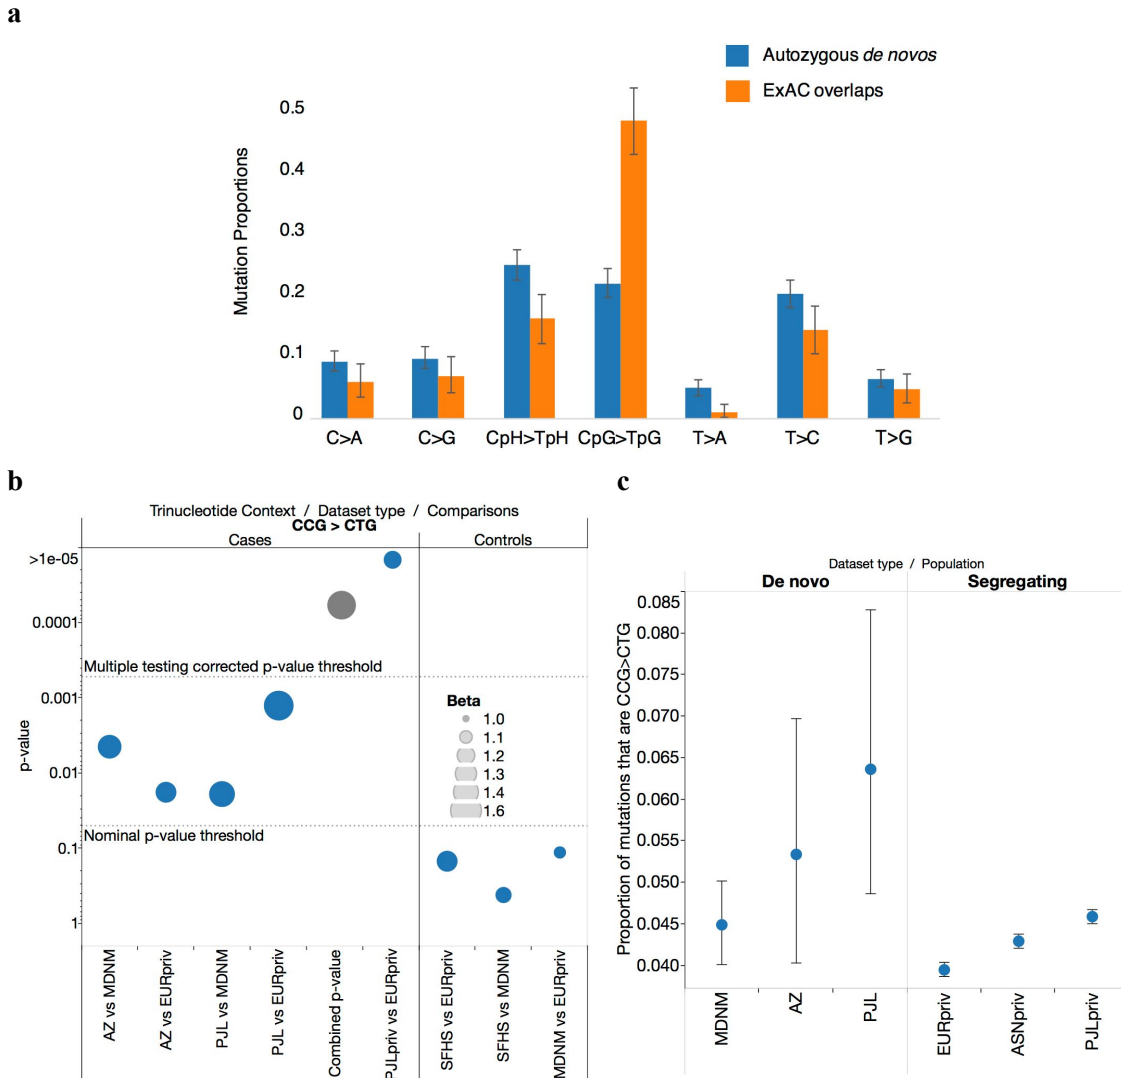 a
Autozygous de novos
ExAC overlaps
Mutation Proportions
0.5
0.4
0.3
0.2
0.1
0
C>A C>G CpH>TpH CpG>TpG T>A T>C T>G
b
Trinucleotide Context / Dataset type / Comparisons
CCG > CTG
Cases Controls
p-value
>1e-05
0.0001
Multiple testing corrected p-value threshold
0.001
0.01
Nominal p-value threshold
0.1
1
Beta
1.0
1.1
1.2
1.3
1.4
1.6
AZ vs MDNM
AZ vs EURpriv
PJL vs MDNM
PJL vs EURpriv
Combined p-value
PJLpriv vs EURpriv
SFHS vs EURpriv
SFHS vs MDNM
MDNM vs EURpriv
c
Dataset type / Population
De novo Segregating
Proportion of mutations that are CCG>CTG
0.085
0.080
0.075
0.070
0.065
0.060
0.055
0.050
0.045
0.040
MDNM
AZ
PJL
EURpriv
ASNpriv
PJLpriv